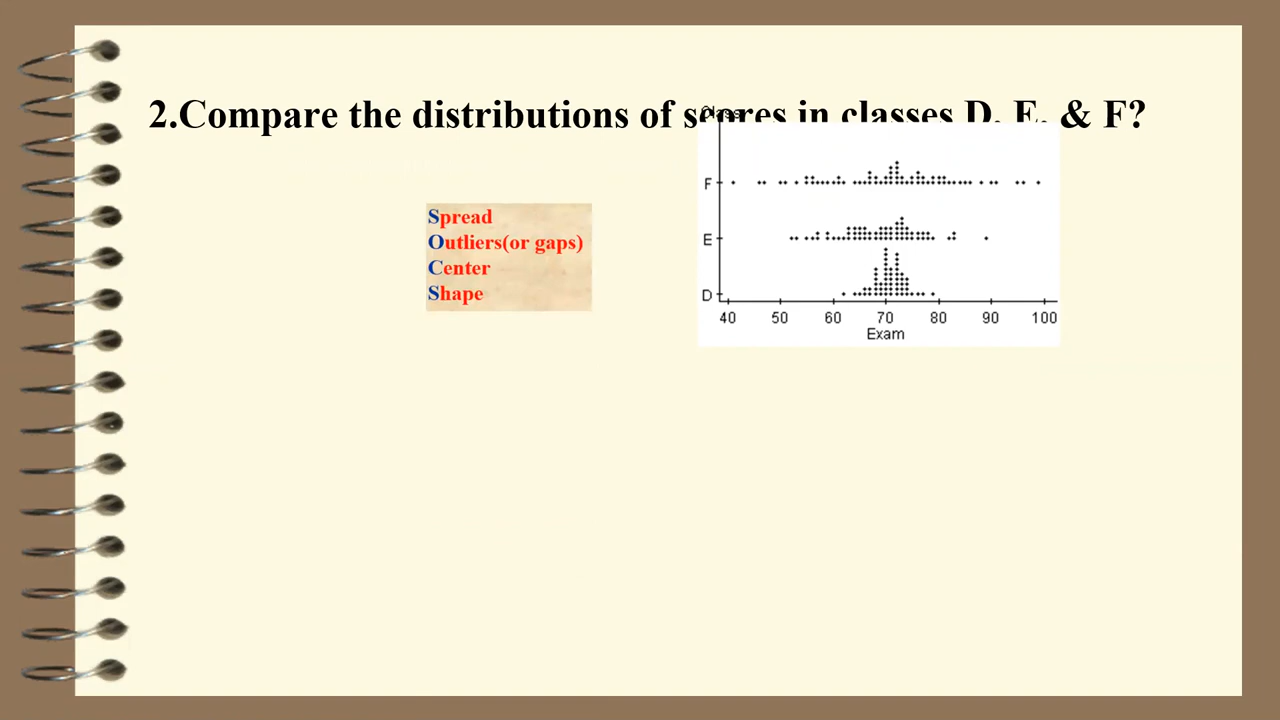 2.Compare the distributions of scores in classes D, E, & F?
Class
Spread
Outliers(or gaps)
Center
Shape
F
E
D
40 50 60 70 80 90 100
Exam